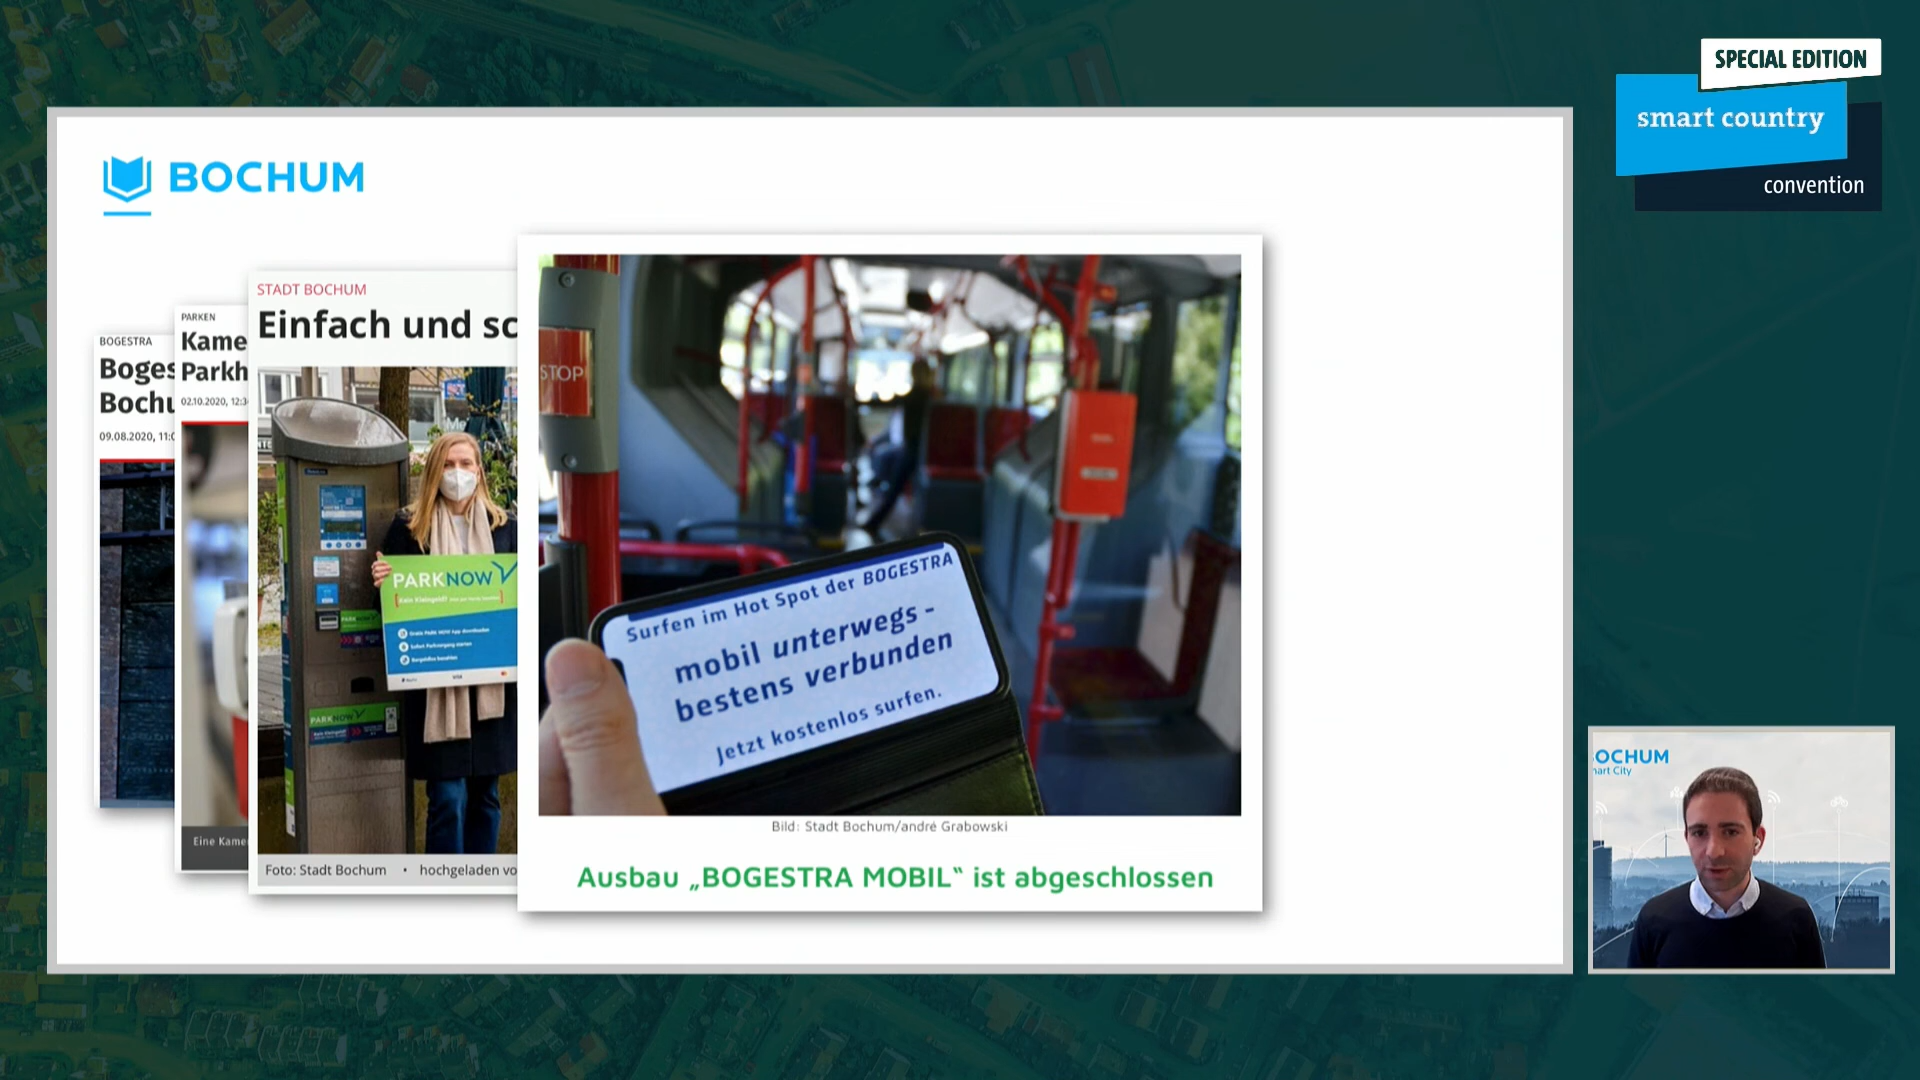 SPECIAL EDITION
smart country
convention
BOCHUM
BOGESTRA
Boges
Bochu
09.08.2020, 11:0
PARKEN
Kame
Parkh
02.10.2020, 12:3
Eine Kame
STADT BOCHUM
Einfach und sc
PARKNOW
Kein Kleingeld?
PARKNOW
Foto: Stadt Bochum • hochgeladen vo
STOP
Surfen im Hot Spot der BOGESTRA
mobil unterwegs -
bestens verbunden
Jetzt kostenlos surfen.
Bild: Stadt Bochum/andré Grabowski
Ausbau „BOGESTRA MOBIL“ ist abgeschlossen
OCHUM
art City